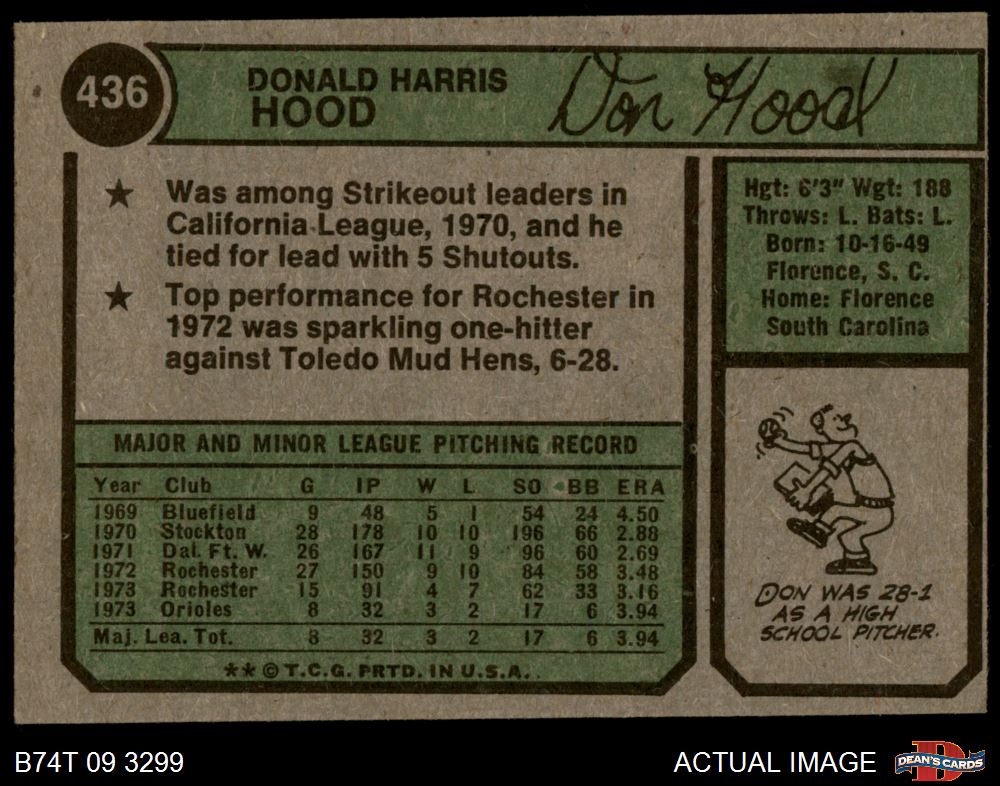 436
DONALD HARRIS
HOOD
Don Hood
★ Was among Strikeout leaders in
California League, 1970, and he
tied for lead with 5 Shutouts.
★ Top performance for Rochester in
1972 was sparkling one-hitter
against Toledo Mud Hens, 6-28.
Hgt: 6'3" Wgt: 188
Throws: L. Bats: L.
Born: 10-16-49
Florence, S. C.
Home: Florence
South Carolina
MAJOR AND MINOR LEAGUE PITCHING RECORD
Year Club G IP W L SO BB ERA
1969 Bluefield 9 48 5 1 54 24 4.50
1970 Stockton 28 178 10 10 196 66 2.88
1971 Dal. Ft. W. 26 167 11 9 96 60 2.69
1972 Rochester 27 150 9 10 84 58 3.48
1973 Rochester 15 91 4 7 62 33 3.16
1973 Orioles 8 32 3 2 17 6 3.94
Maj. Lea. Tot. 8 32 3 2 17 6 3.94
** © T.C.G. PRTD. IN U.S.A.
DON WAS 28-1
AS A HIGH
SCHOOL PITCHER.
B74T 09 3299
ACTUAL IMAGE
DEAN'S CARDS